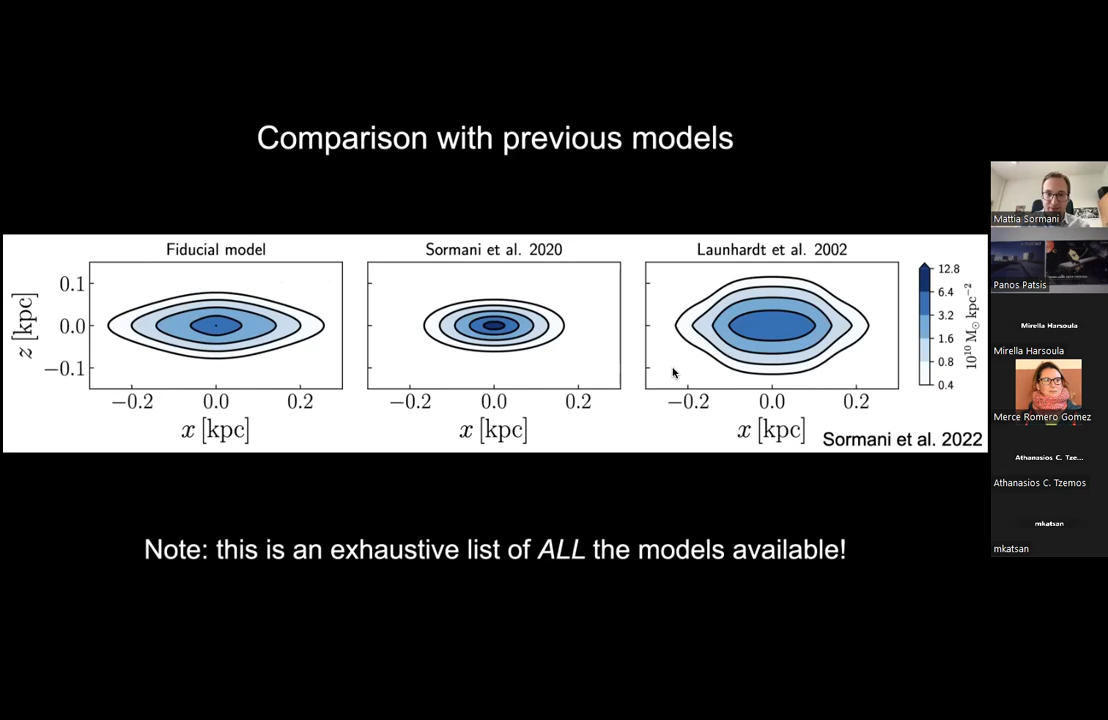 Comparison with previous models
Fiducial model
Sormani et al. 2020
Launhardt et al. 2002
z [kpc]
0.1
0.0
−0.1
−0.2
0.0
0.2
x [kpc]
−0.2
0.0
0.2
x [kpc]
−0.2
0.0
0.2
x [kpc]
12.8
6.4
3.2
1.6
0.8
0.4
10¹⁰ M⊙ kpc⁻²
Sormani et al. 2022
Note: this is an exhaustive list of ALL the models available!
Mattia Sormani
Panos Patsis
Mirella Harsoula
Mirella Harsoula
Merce Romero Gomez
Athanasios C. Tze...
Athanasios C. Tzemos
mkatsan
mkatsan